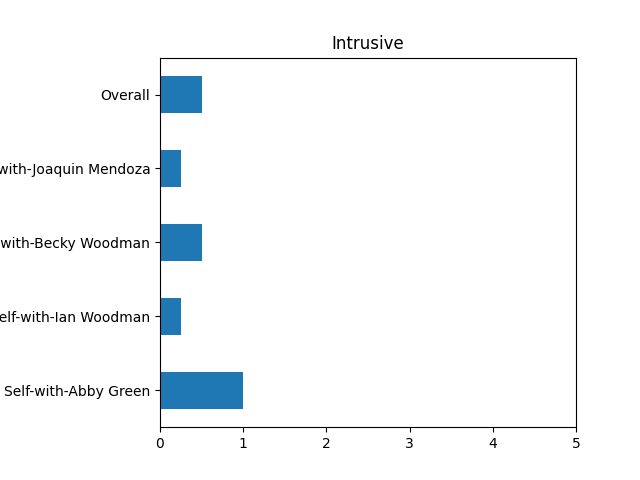 Intrusive
Overall
with-Joaquin Mendoza
with-Becky Woodman
elf-with-Ian Woodman
Self-with-Abby Green
0 1 2 3 4 5